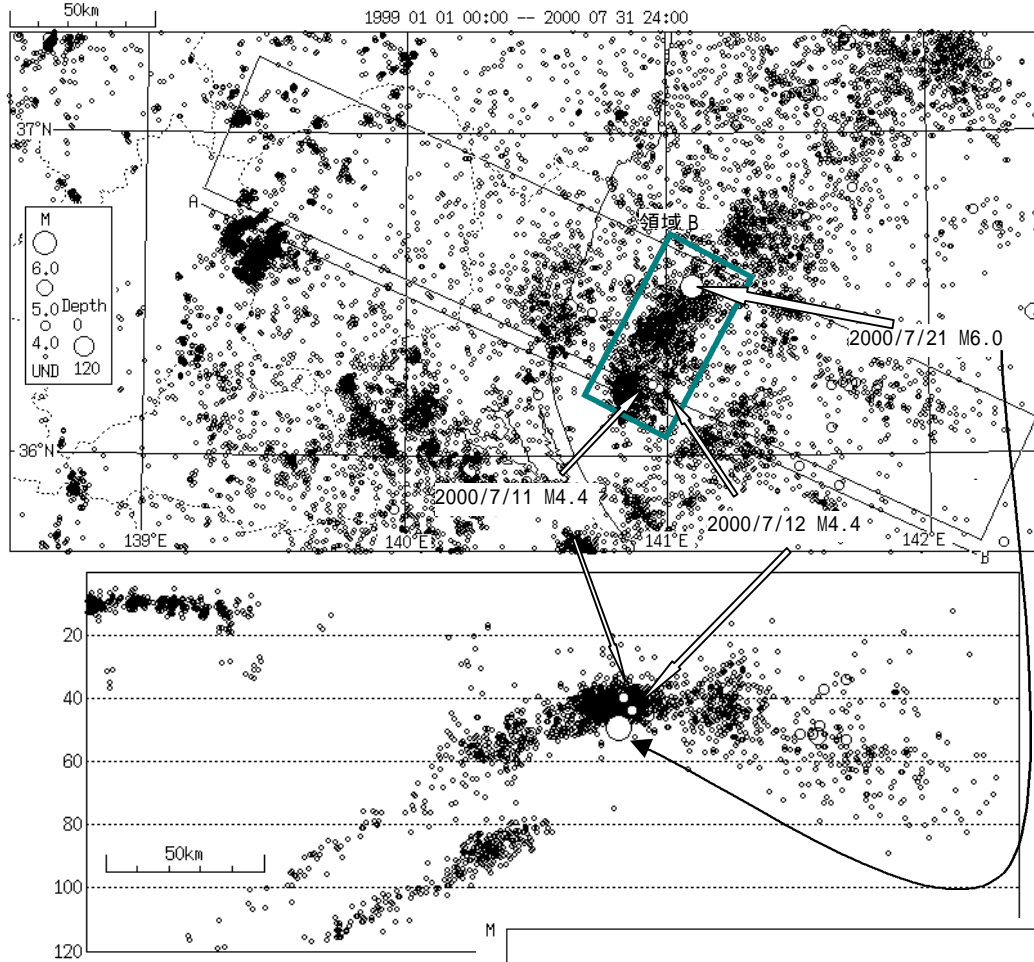 50km
1999 01 01 00:00 -- 2000 07 31 24:00
37°N
A
領域 B
M
6.0
5.0 Depth
4.0 0
UND 120
2000/7/21 M6.0
36°N
2000/7/11 M4.4
2000/7/12 M4.4
139°E 140°E 141°E 142°E
B
20
40
60
80
50km
100
M
120